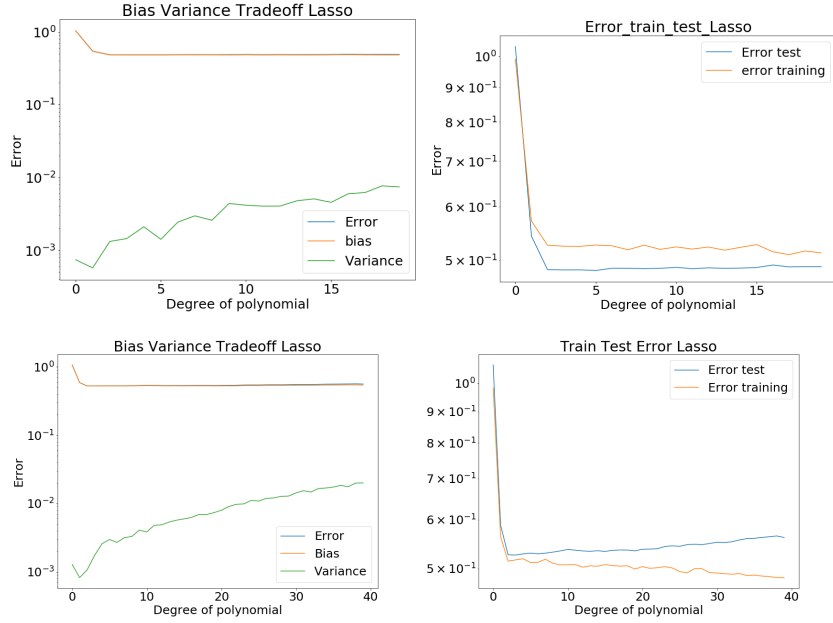 Bias Variance Tradeoff Lasso
10^0
10^-1
10^-2
10^-3
Error
0 5 10 15
Degree of polynomial
Error
bias
Variance
Error_train_test_Lasso
10^0
9 × 10^-1
8 × 10^-1
7 × 10^-1
6 × 10^-1
5 × 10^-1
Error
0 5 10 15
Degree of polynomial
Error test
error training
Bias Variance Tradeoff Lasso
10^0
10^-1
10^-2
10^-3
Error
0 10 20 30 40
Degree of polynomial
Error
Bias
Variance
Train Test Error Lasso
10^0
9 × 10^-1
8 × 10^-1
7 × 10^-1
6 × 10^-1
5 × 10^-1
0 10 20 30 40
Degree of polynomial
Error test
Error training